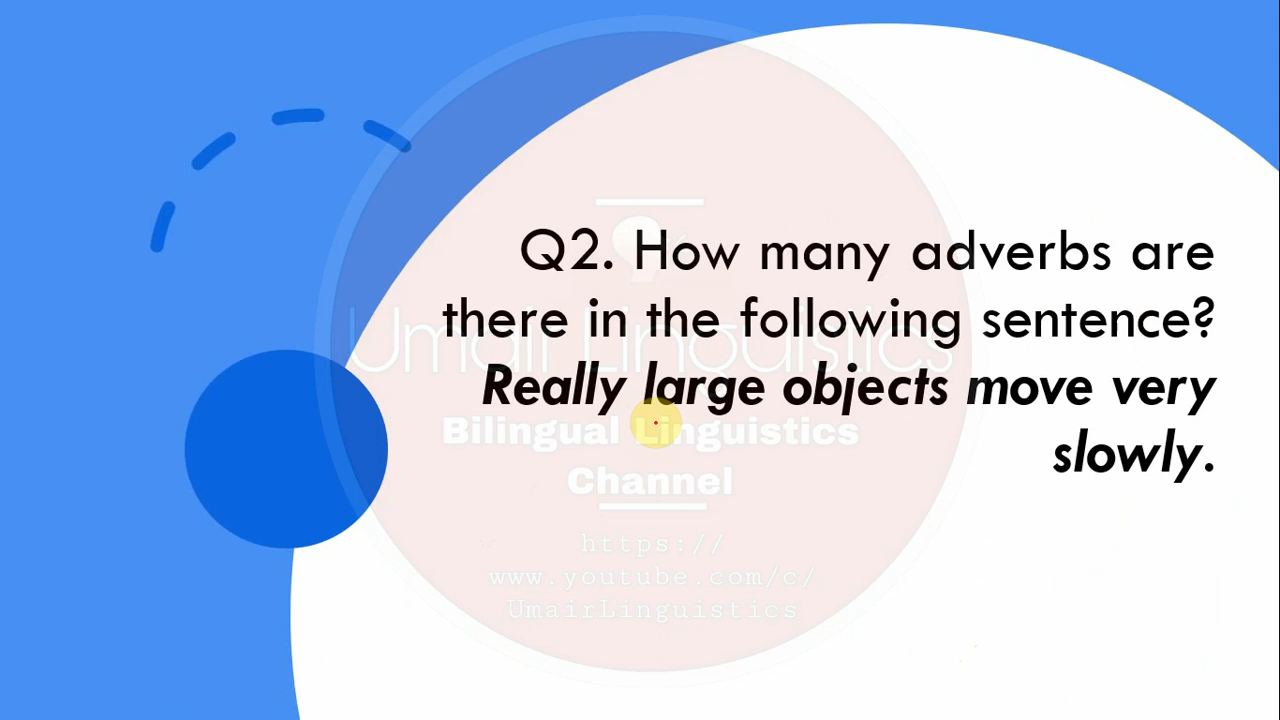 Q2. How many adverbs are
there in the following sentence?
Really large objects move very
slowly.
Umair Linguistics
Bilingual Linguistics
Channel
https://
www.youtube.com/c/
UmairLinguistics